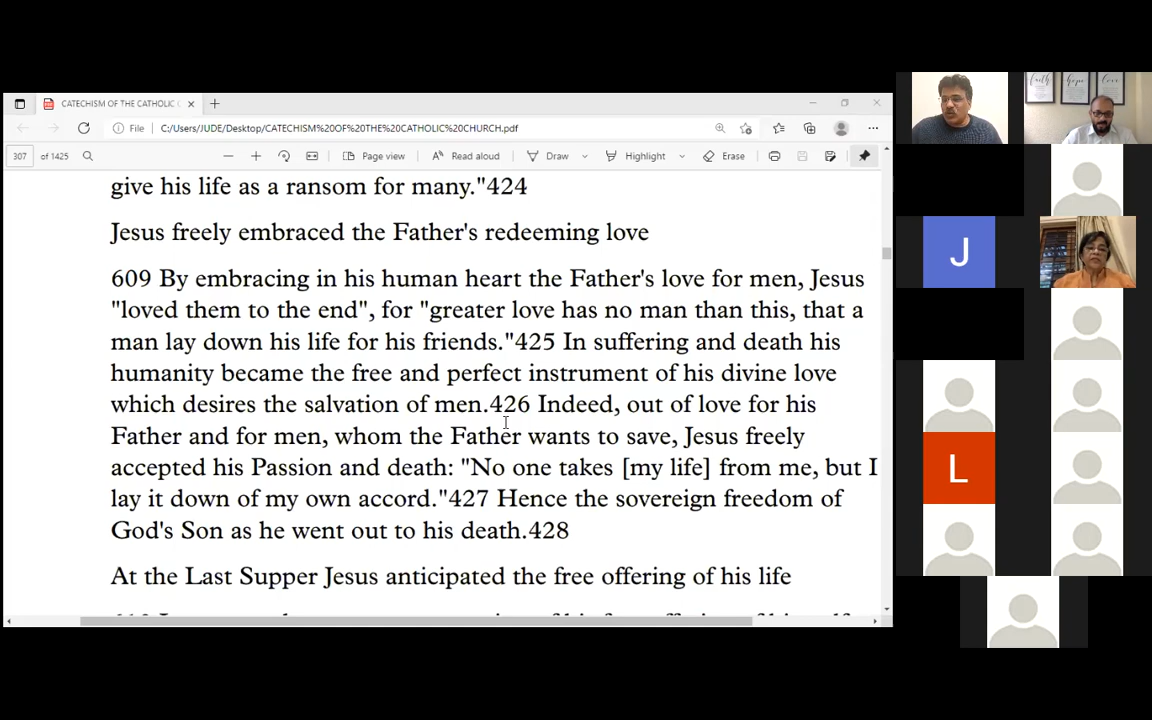 CATECHISM OF THE CATHOLIC
File
C:/Users/JUDE/Desktop/CATECHISM%20OF%20THE%20CATHOLIC%20CHURCH.pdf
307 of 1425
Page view
Read aloud
Draw
Highlight
Erase
give his life as a ransom for many."424
Jesus freely embraced the Father's redeeming love
609 By embracing in his human heart the Father's love for men, Jesus
"loved them to the end", for "greater love has no man than this, that a
man lay down his life for his friends."425 In suffering and death his
humanity became the free and perfect instrument of his divine love
which desires the salvation of men.426 Indeed, out of love for his
Father and for men, whom the Father wants to save, Jesus freely
accepted his Passion and death: "No one takes [my life] from me, but I
lay it down of my own accord."427 Hence the sovereign freedom of
God's Son as he went out to his death.428
At the Last Supper Jesus anticipated the free offering of his life
faith
hope
love
J
L